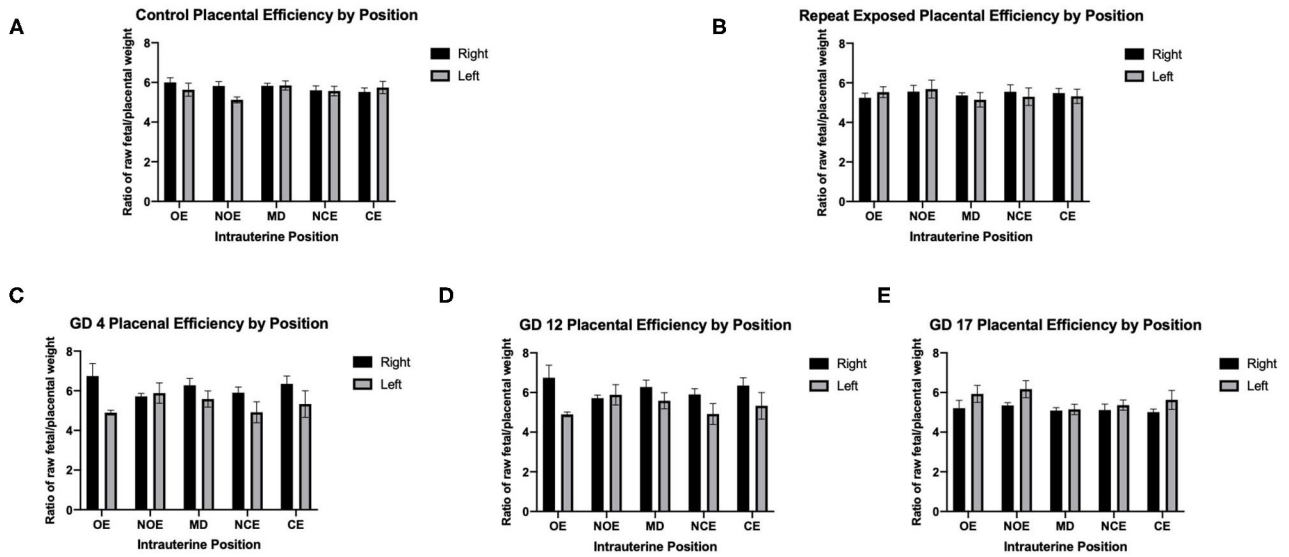 A
Control Placental Efficiency by Position
Ratio of raw fetal/placental weight
8
6
4
2
0
OE NOE MD NCE CE
Intrauterine Position
Right
Left
B
Repeat Exposed Placental Efficiency by Position
Ratio of raw fetal/placental weight
8
6
4
2
0
OE NOE MD NCE CE
Intrauterine Position
Right
Left
C
GD 4 Placenal Efficiency by Position
Ratio of raw fetal/placental weight
8
6
4
2
0
OE NOE MD NCE CE
Intrauterine Position
Right
Left
D
GD 12 Placental Efficiency by Position
Ratio of raw fetal/placental weight
8
6
4
2
0
OE NOE MD NCE CE
Intrauterine Position
Right
Left
E
GD 17 Placental Efficiency by Position
Ratio of raw fetal/placental weight
8
6
4
2
0
OE NOE MD NCE CE
Intrauterine Position
Right
Left